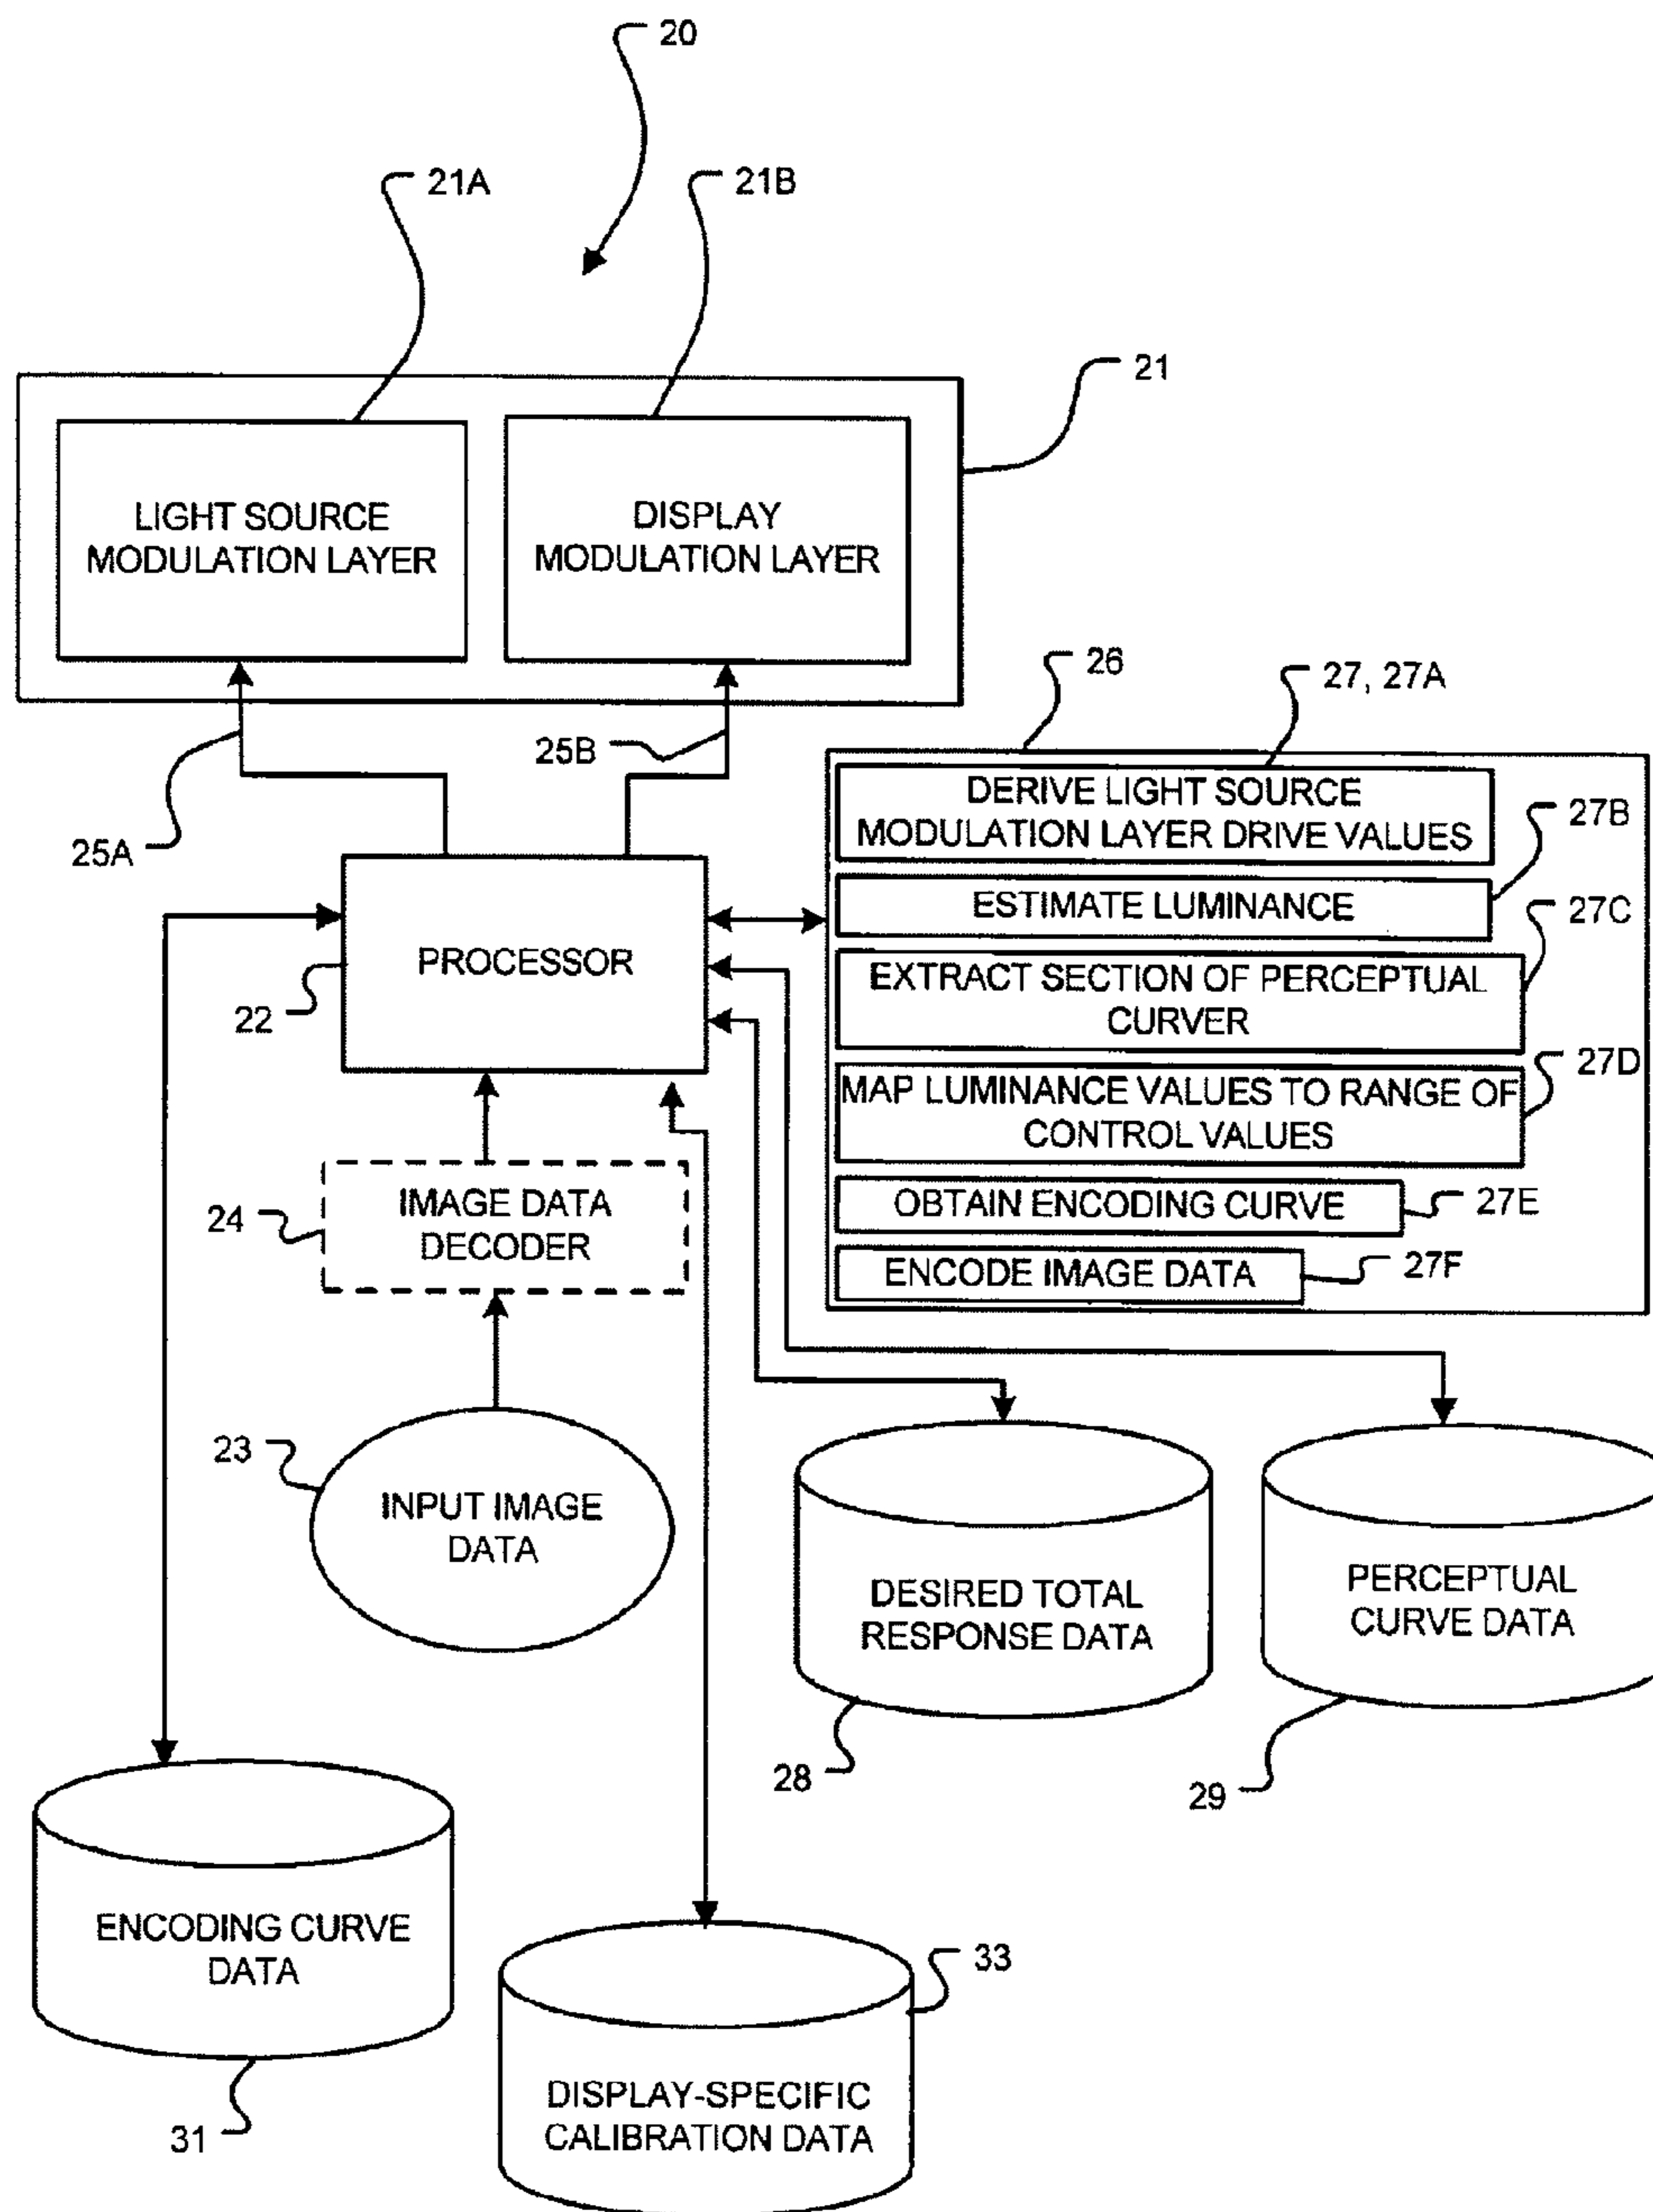 20
21A
21B
21
LIGHT SOURCE
MODULATION LAYER
DISPLAY
MODULATION LAYER
26
27, 27A
25A
25B
DERIVE LIGHT SOURCE
MODULATION LAYER DRIVE VALUES
27B
ESTIMATE LUMINANCE
27C
PROCESSOR
22
EXTRACT SECTION OF PERCEPTUAL
CURVER
27D
MAP LUMINANCE VALUES TO RANGE OF
CONTROL VALUES
24
IMAGE DATA
DECODER
OBTAIN ENCODING CURVE
27E
ENCODE IMAGE DATA
27F
23
INPUT IMAGE
DATA
DESIRED TOTAL
RESPONSE DATA
PERCEPTUAL
CURVE DATA
28
29
ENCODING CURVE
DATA
31
33
DISPLAY-SPECIFIC
CALIBRATION DATA